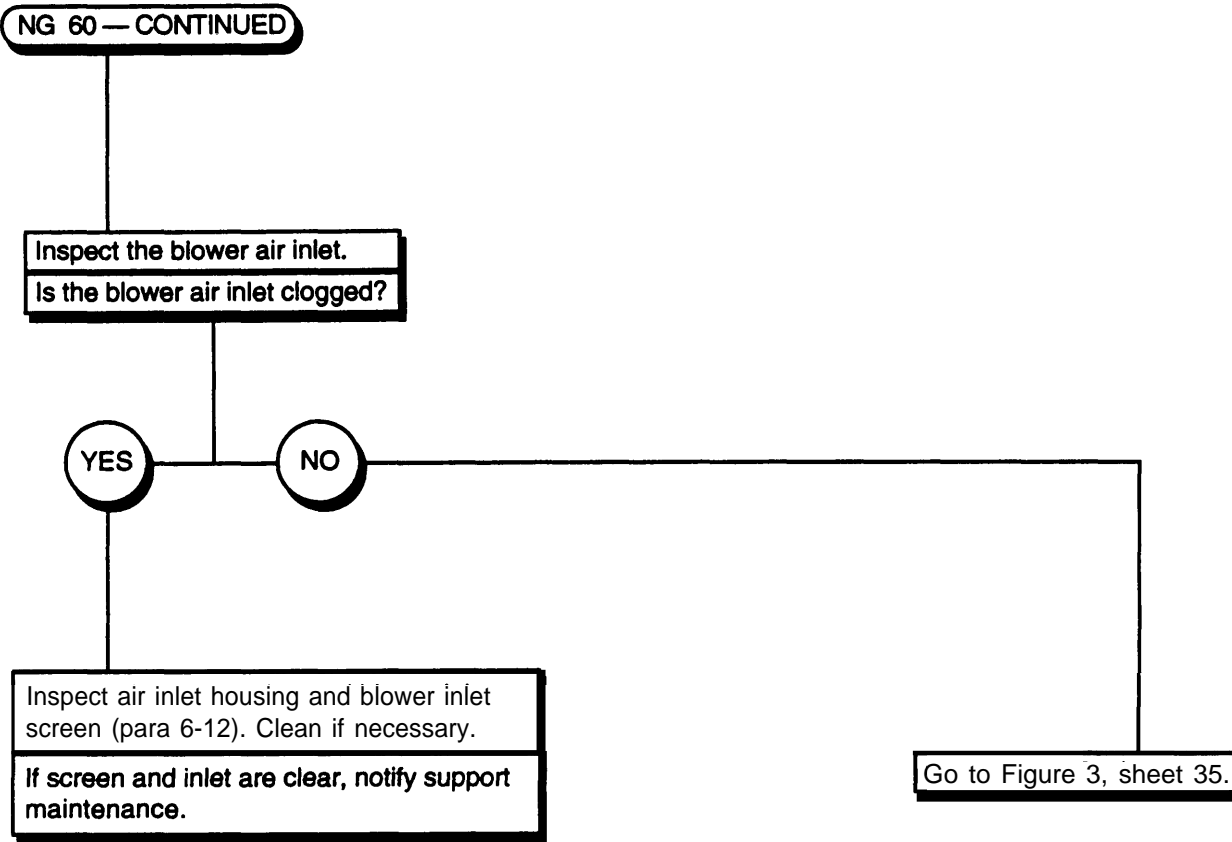 NG 60 — CONTINUED
Inspect the blower air inlet.
Is the blower air inlet clogged?
YES
NO
Inspect air inlet housing and blower inlet
screen (para 6-12). Clean if necessary.
If screen and inlet are clear, notify support
maintenance.
Go to Figure 3, sheet 35.